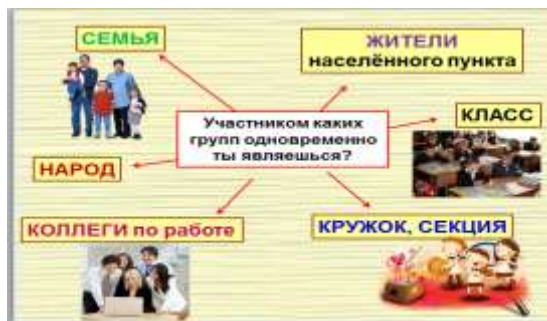 СЕМЬЯ
ЖИТЕЛИ
населённого пункта
Участником каких
групп одновременно
ты являешься?
КЛАСС
НАРОД
КОЛЛЕГИ по работе
КРУЖОК, СЕКЦИЯ